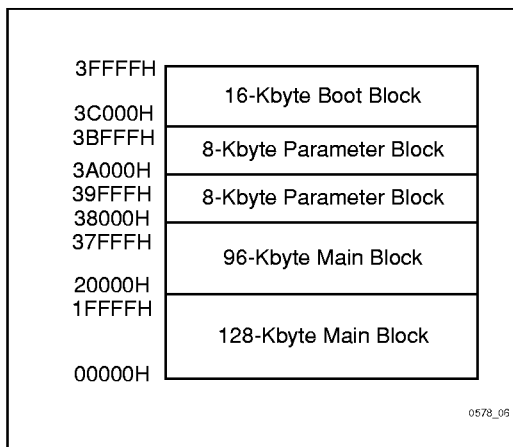 3FFFFH
16-Kbyte Boot Block
3C000H
3BFFFH
8-Kbyte Parameter Block
3A000H
39FFFH
8-Kbyte Parameter Block
38000H
37FFFH
96-Kbyte Main Block
20000H
1FFFFH
128-Kbyte Main Block
00000H
0578_06